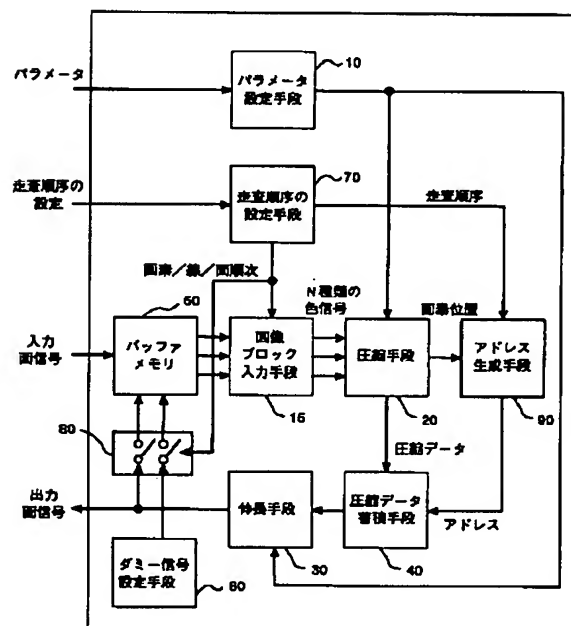 パラメータ
パラメータ
設定手段
10
走査順序の
設定
走査順序の
設定手段
70
走査順序
画素/線/面順次
N種類の
色信号
画素位置
入力
画信号
バッファ
メモリ
50
画像
ブロック
入力手段
15
圧縮手段
20
アドレス
生成手段
90
80
圧縮データ
出力
画信号
伸長手段
30
圧縮データ
蓄積手段
40
アドレス
ダミー信号
設定手段
60